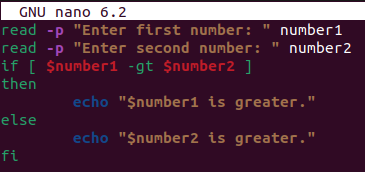 GNU nano 6.2
read -p "Enter first number: " number1
read -p "Enter second number: " number2
if [ $number1 -gt $number2 ]
then
echo "$number1 is greater."
else
echo "$number2 is greater."
fi